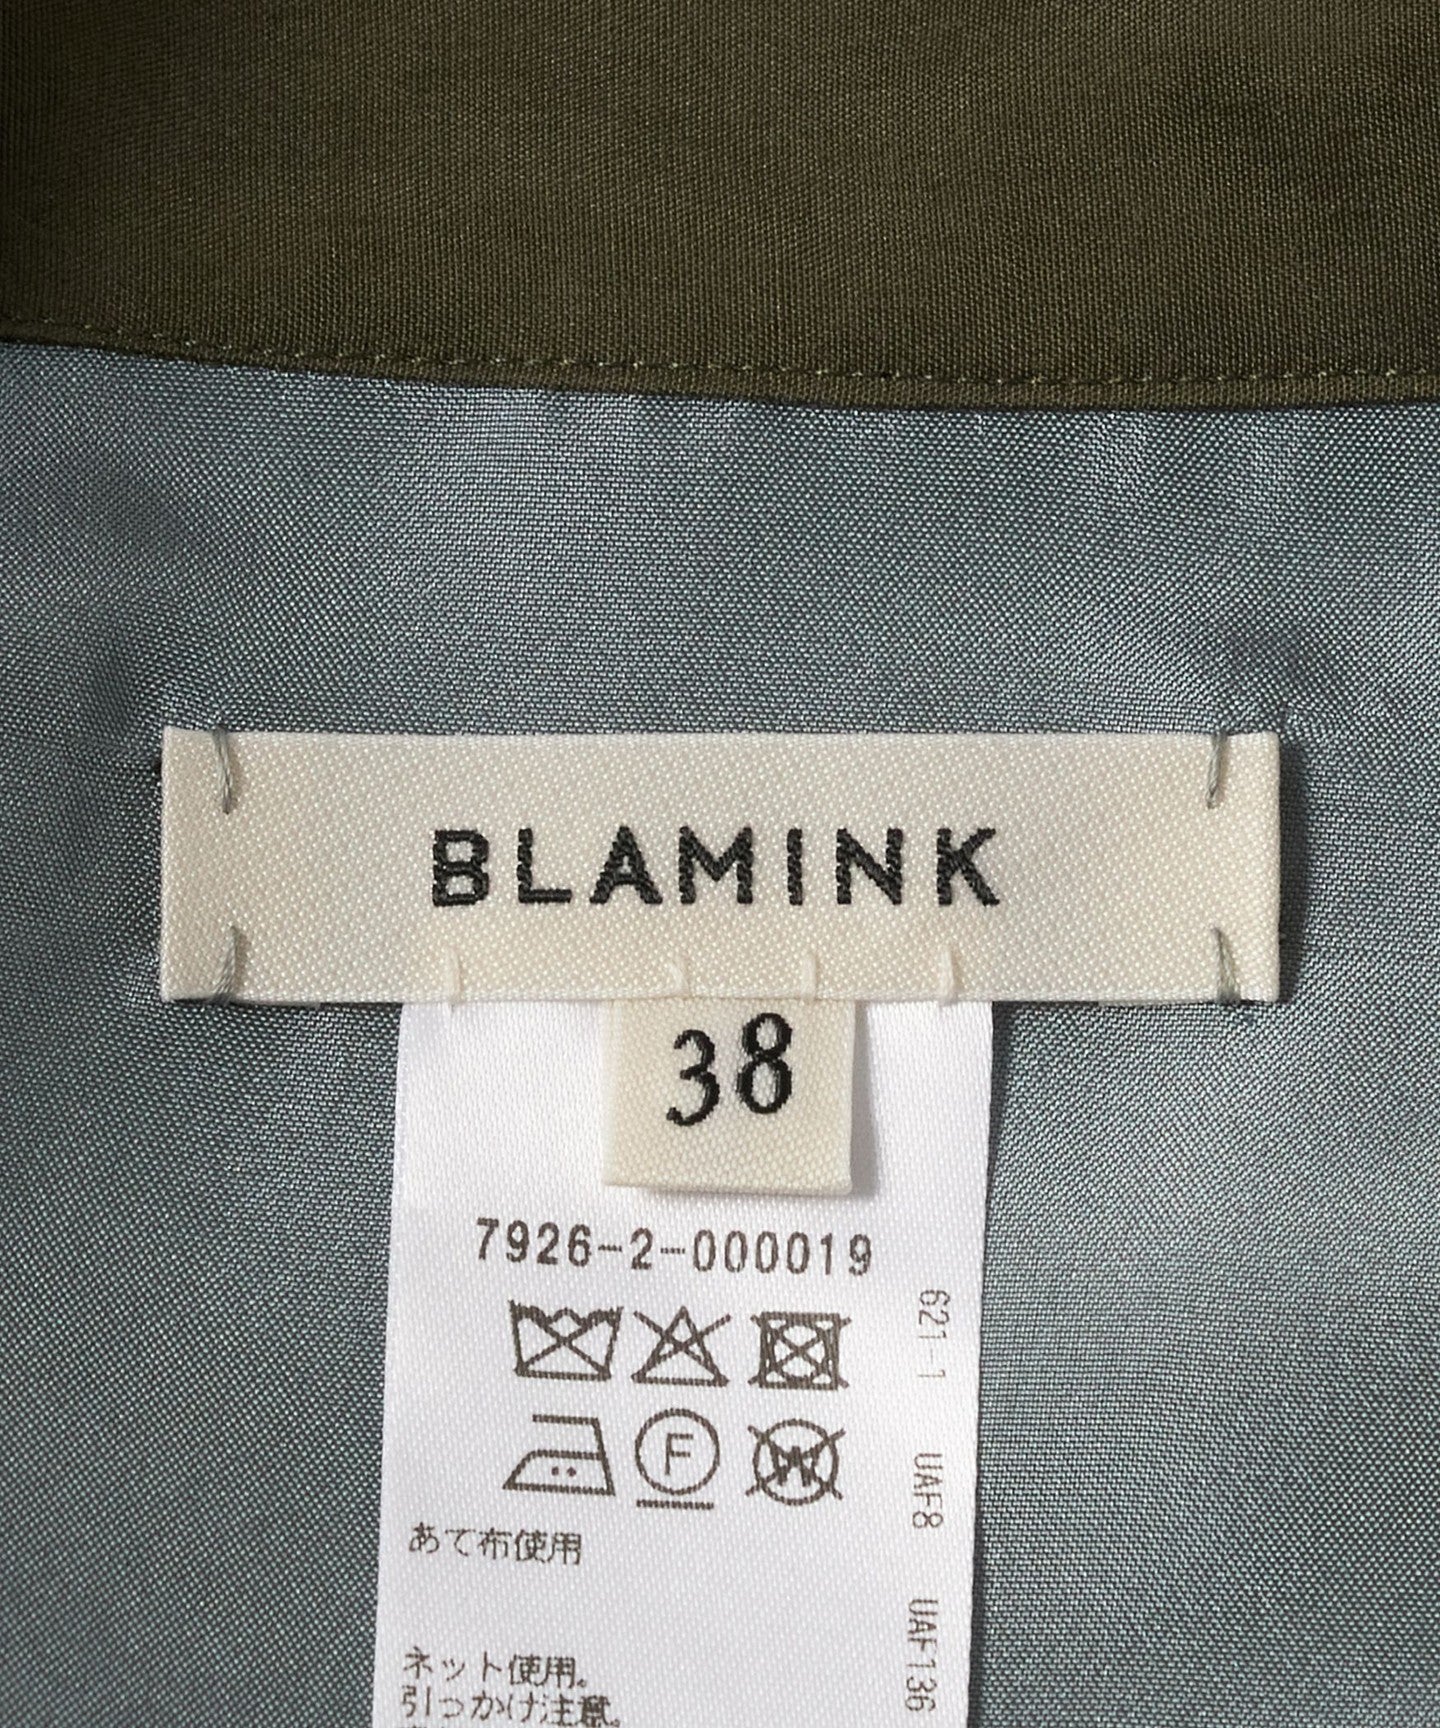 BLAMINK
38
7926-2-000019
621-1 UAF8 UAF136
F
W
あて布使用
ネット使用。
引っかけ注意。